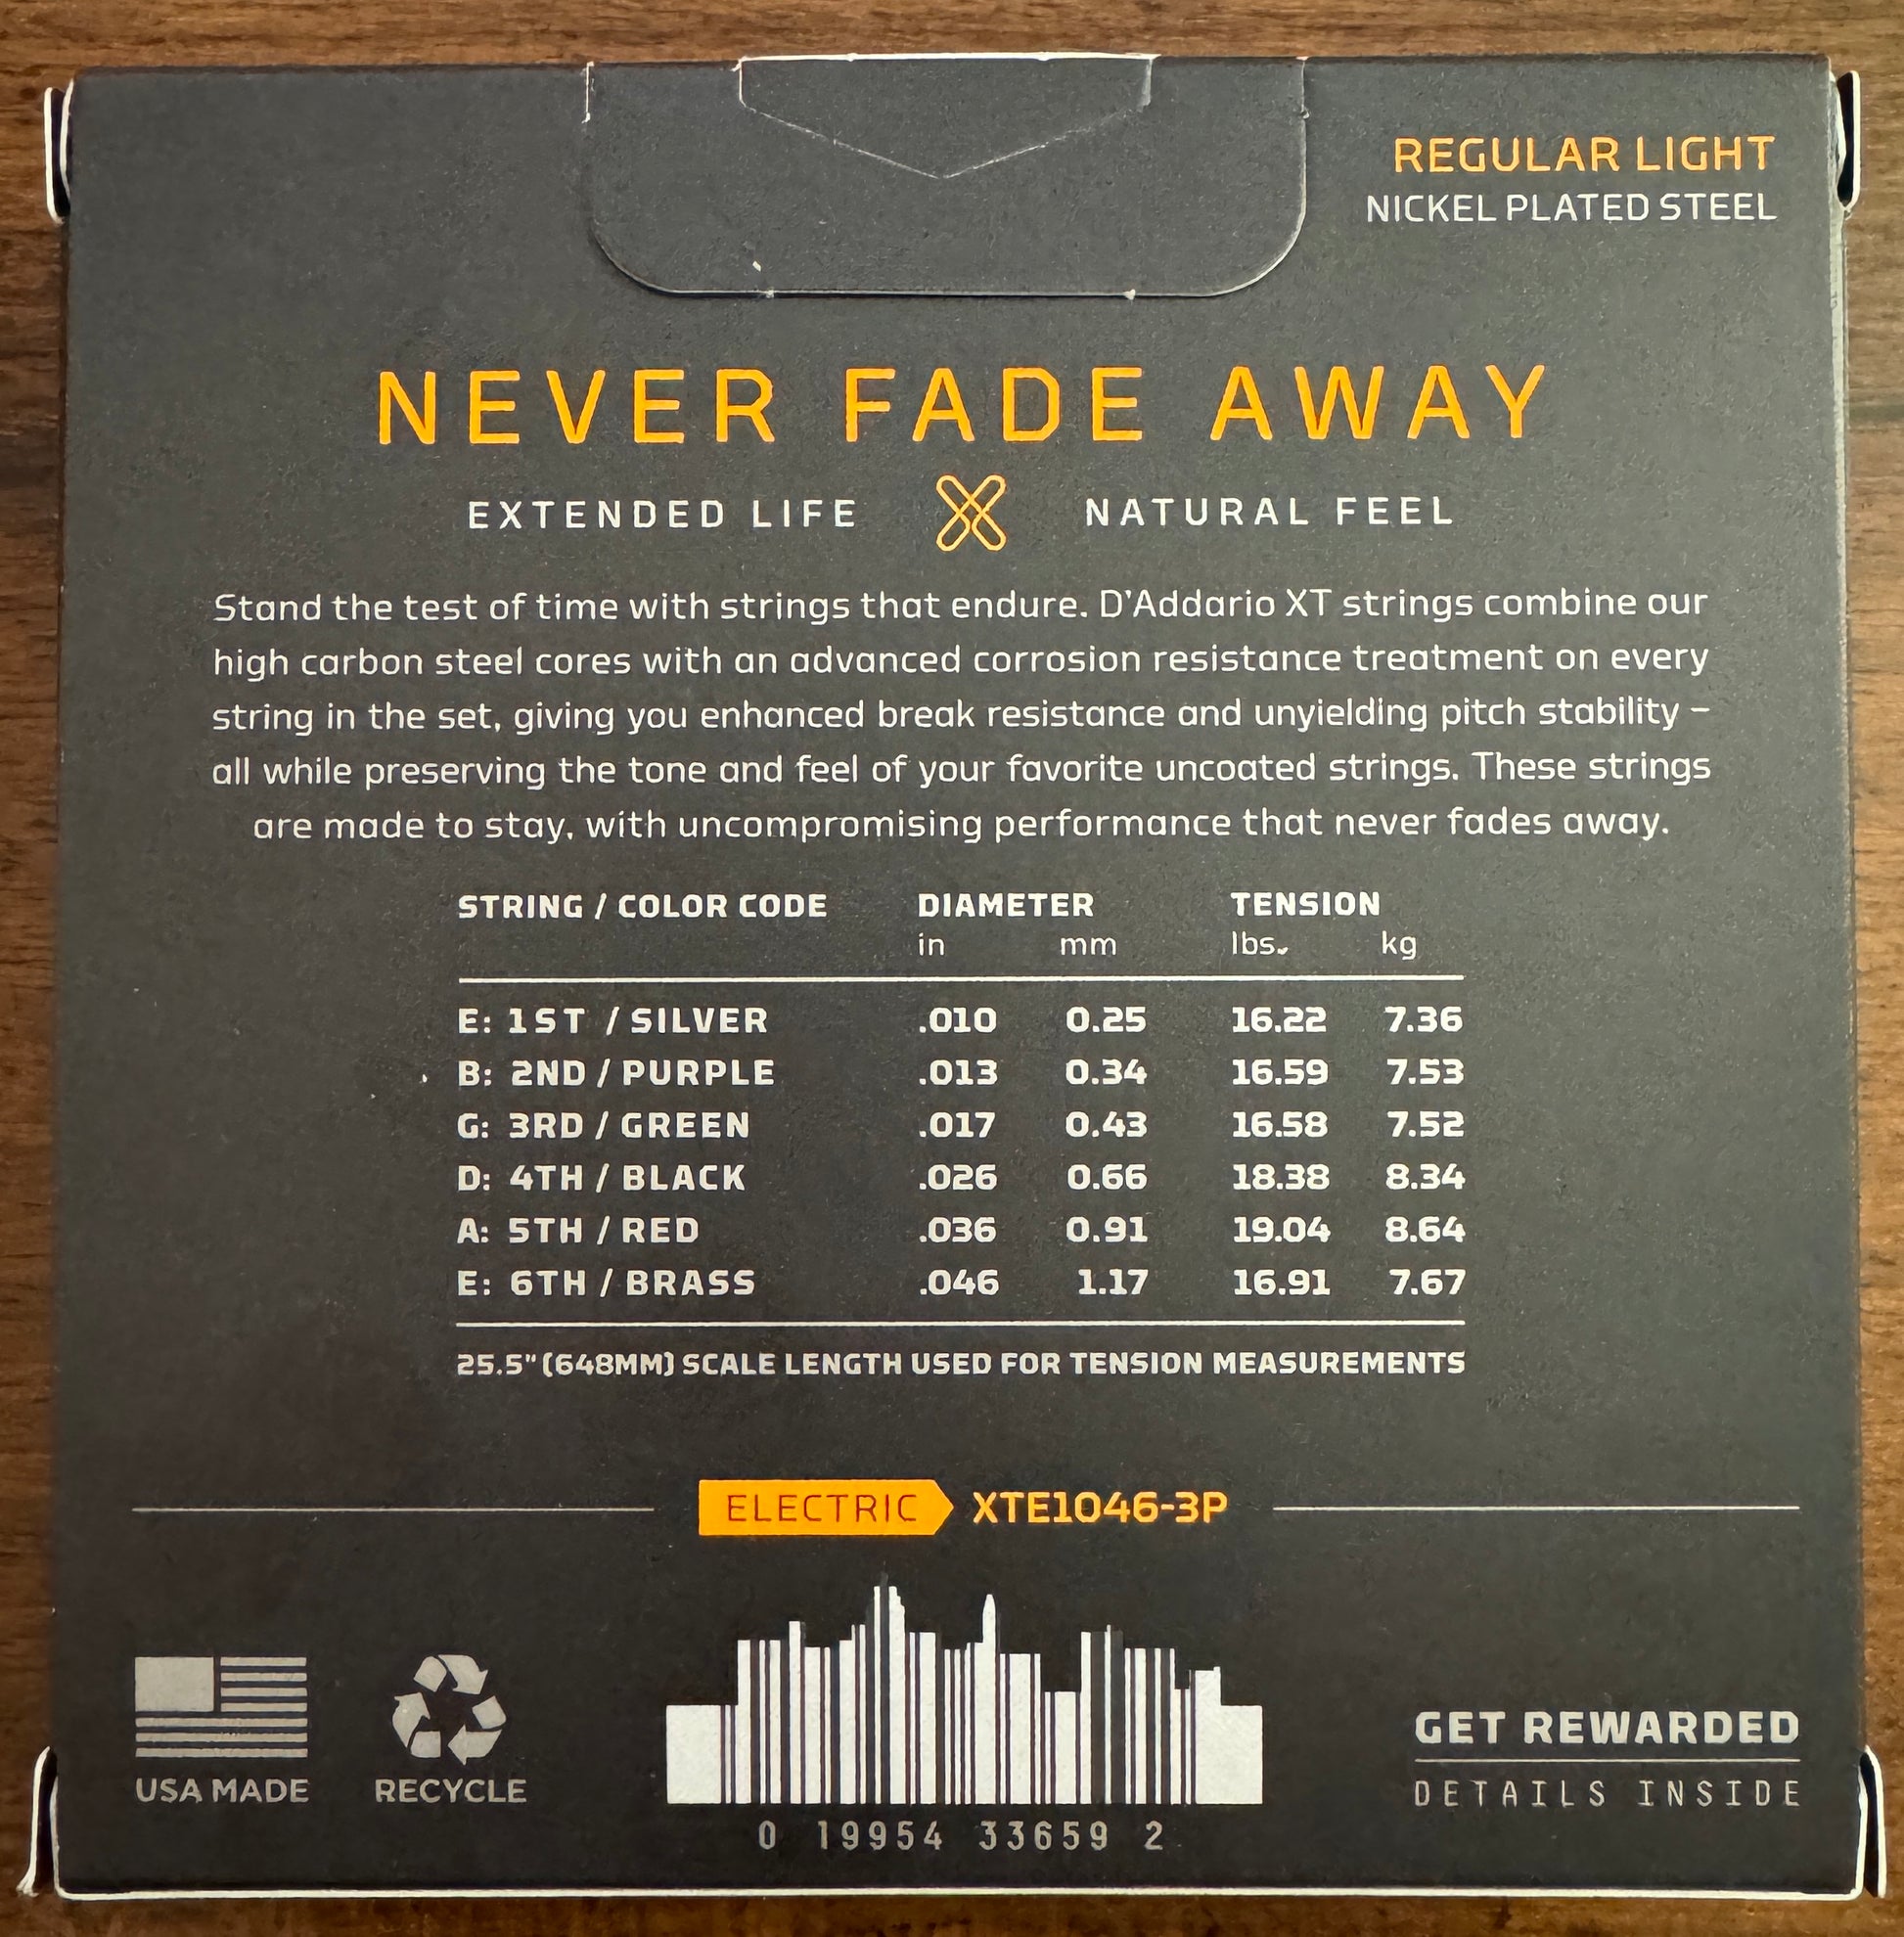 REGULAR LIGHT
NICKEL PLATED STEEL
NEVER FADE AWAY
EXTENDED LIFE NATURAL FEEL
Stand the test of time with strings that endure. D'Addario XT strings combine our
high carbon steel cores with an advanced corrosion resistance treatment on every
string in the set, giving you enhanced break resistance and unyielding pitch stability –
all while preserving the tone and feel of your favorite uncoated strings. These strings
are made to stay, with uncompromising performance that never fades away.
STRING / COLOR CODE DIAMETER TENSION
in mm lbs. kg
E: 1ST / SILVER .010 0.25 16.22 7.36
B: 2ND / PURPLE .013 0.34 16.59 7.53
G: 3RD / GREEN .017 0.43 16.58 7.52
D: 4TH / BLACK .026 0.66 18.38 8.34
A: 5TH / RED .036 0.91 19.04 8.64
E: 6TH / BRASS .046 1.17 16.91 7.67
25.5" (648MM) SCALE LENGTH USED FOR TENSION MEASUREMENTS
ELECTRIC XTE1046-3P
USA MADE
RECYCLE
0 19954 33659 2
GET REWARDED
DETAILS INSIDE